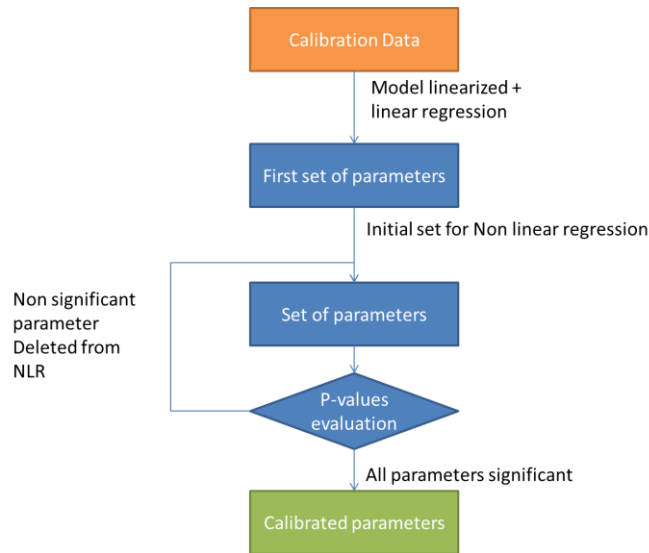 Calibration Data
Model linearized +
linear regression
First set of parameters
Initial set for Non linear regression
Non significant
parameter
Deleted from
NLR
Set of parameters
P-values
evaluation
All parameters significant
Calibrated parameters